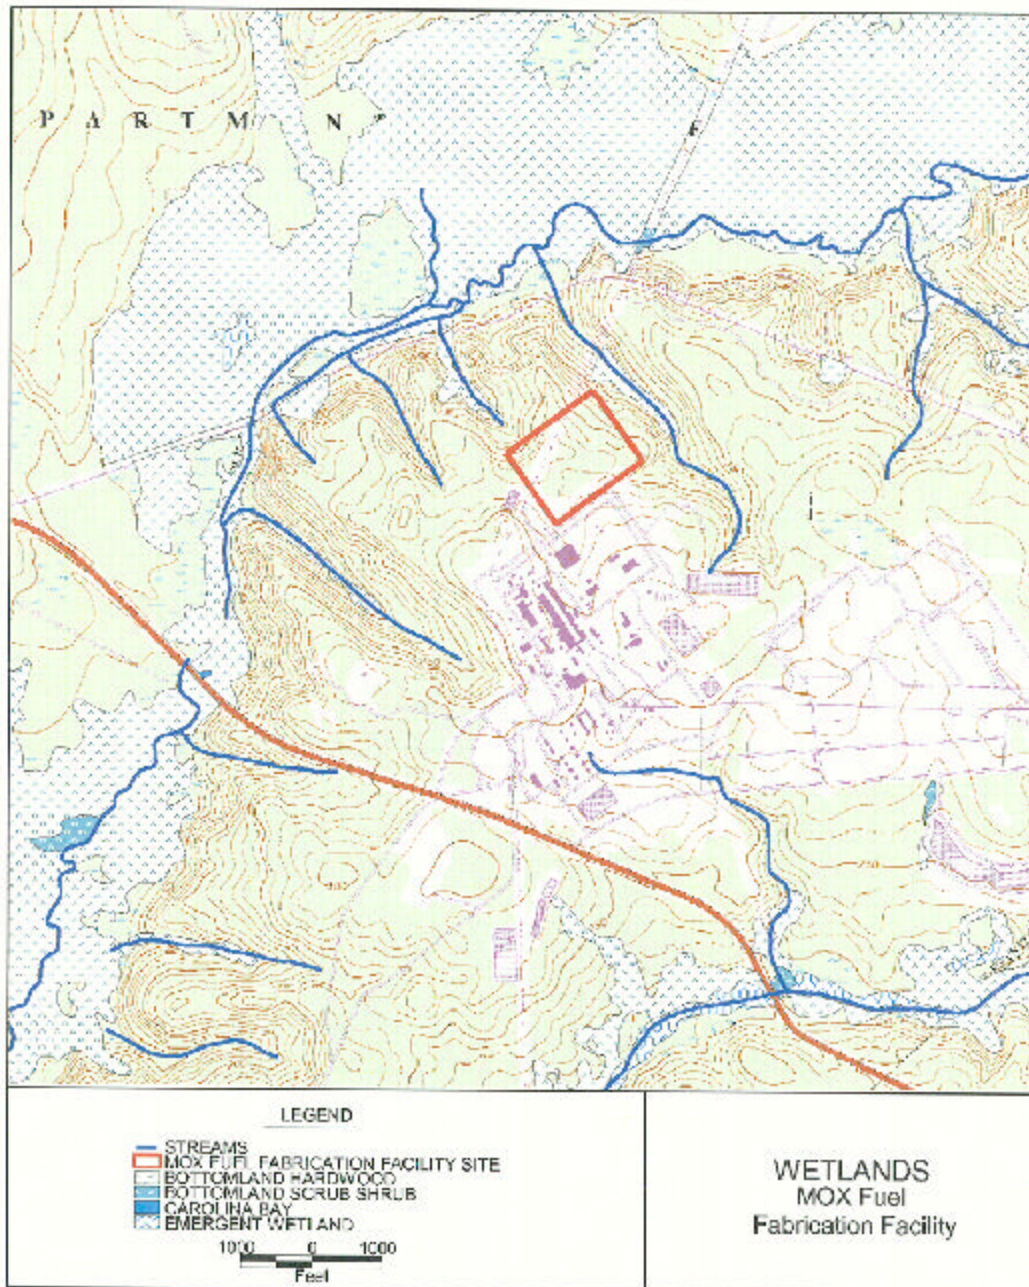 P A R T M N
F
230
LEGEND
STREAMS
MOX FUEL FABRICATION FACILITY SITE
BOTTOMLAND HARDWOOD
BOTTOMLAND SCRUB SHRUB
CAROLINA BAY
EMERGENT WETLAND
1000 0 1000
Feet
WETLANDS
MOX Fuel
Fabrication Facility